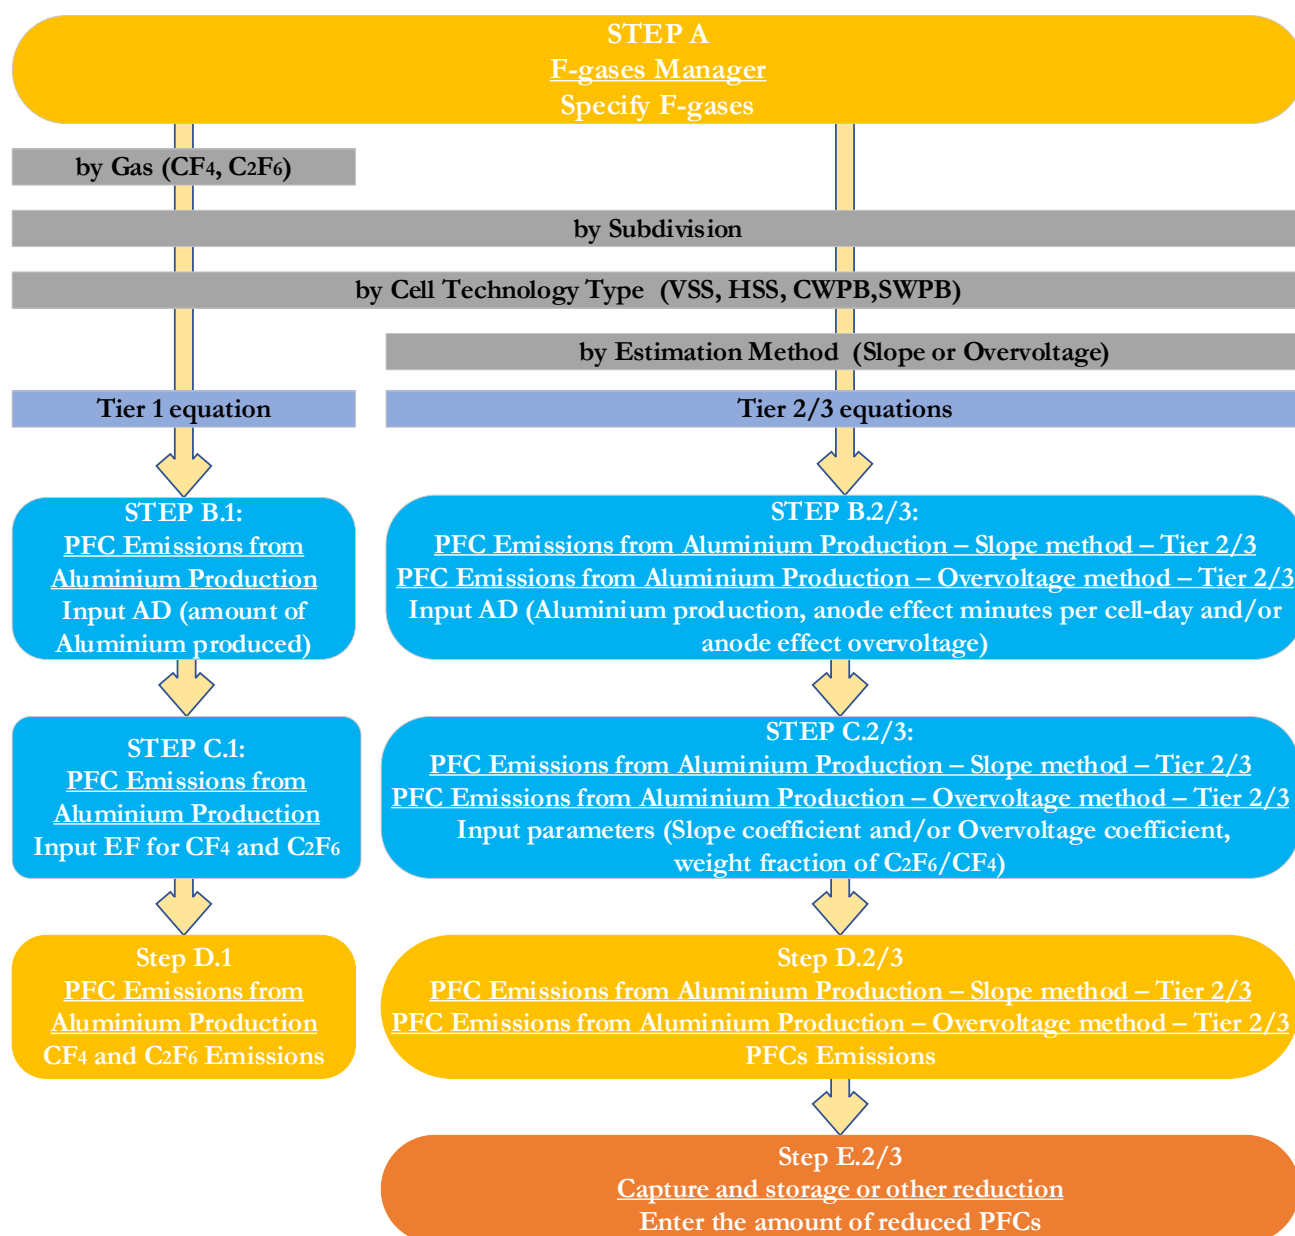 STEP A
F-gases Manager
Specify F-gases
by Gas (CF4, C2F6)
by Subdivision
by Cell Technology Type (VSS, HSS, CWPB,SWPB)
by Estimation Method (Slope or Overvoltage)
Tier 1 equation
Tier 2/3 equations
STEP B.1:
PFC Emissions from
Aluminium Production
Input AD (amount of
Aluminium produced)
STEP B.2/3:
PFC Emissions from Aluminium Production – Slope method – Tier 2/3
PFC Emissions from Aluminium Production – Overvoltage method – Tier 2/3
Input AD (Aluminium production, anode effect minutes per cell-day and/or
anode effect overvoltage)
STEP C.1:
PFC Emissions from
Aluminium Production
Input EF for CF4 and C2F6
STEP C.2/3:
PFC Emissions from Aluminium Production – Slope method – Tier 2/3
PFC Emissions from Aluminium Production – Overvoltage method – Tier 2/3
Input parameters (Slope coefficient and/or Overvoltage coefficient,
weight fraction of C2F6/CF4)
Step D.1
PFC Emissions from
Aluminium Production
CF4 and C2F6 Emissions
Step D.2/3
PFC Emissions from Aluminium Production – Slope method – Tier 2/3
PFC Emissions from Aluminium Production – Overvoltage method – Tier 2/3
PFCs Emissions
Step E.2/3
Capture and storage or other reduction
Enter the amount of reduced PFCs